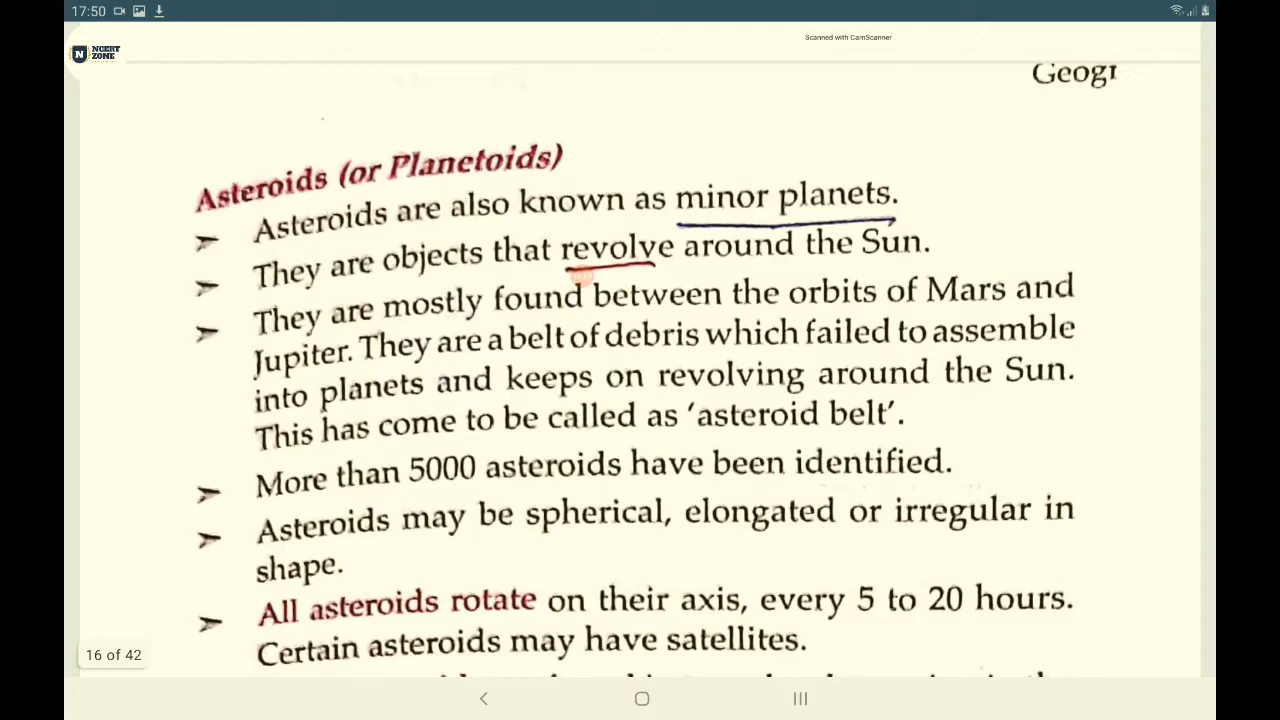 17:50
Scanned with CamScanner
N NCERT
ZONE
Geogr
Asteroids (or Planetoids)
➤ Asteroids are also known as minor planets.
➤ They are objects that revolve around the Sun.
➤ They are mostly found between the orbits of Mars and
Jupiter. They are a belt of debris which failed to assemble
into planets and keeps on revolving around the Sun.
This has come to be called as ‘asteroid belt’.
➤ More than 5000 asteroids have been identified.
➤ Asteroids may be spherical, elongated or irregular in
shape.
➤ All asteroids rotate on their axis, every 5 to 20 hours.
Certain asteroids may have satellites.
16 of 42